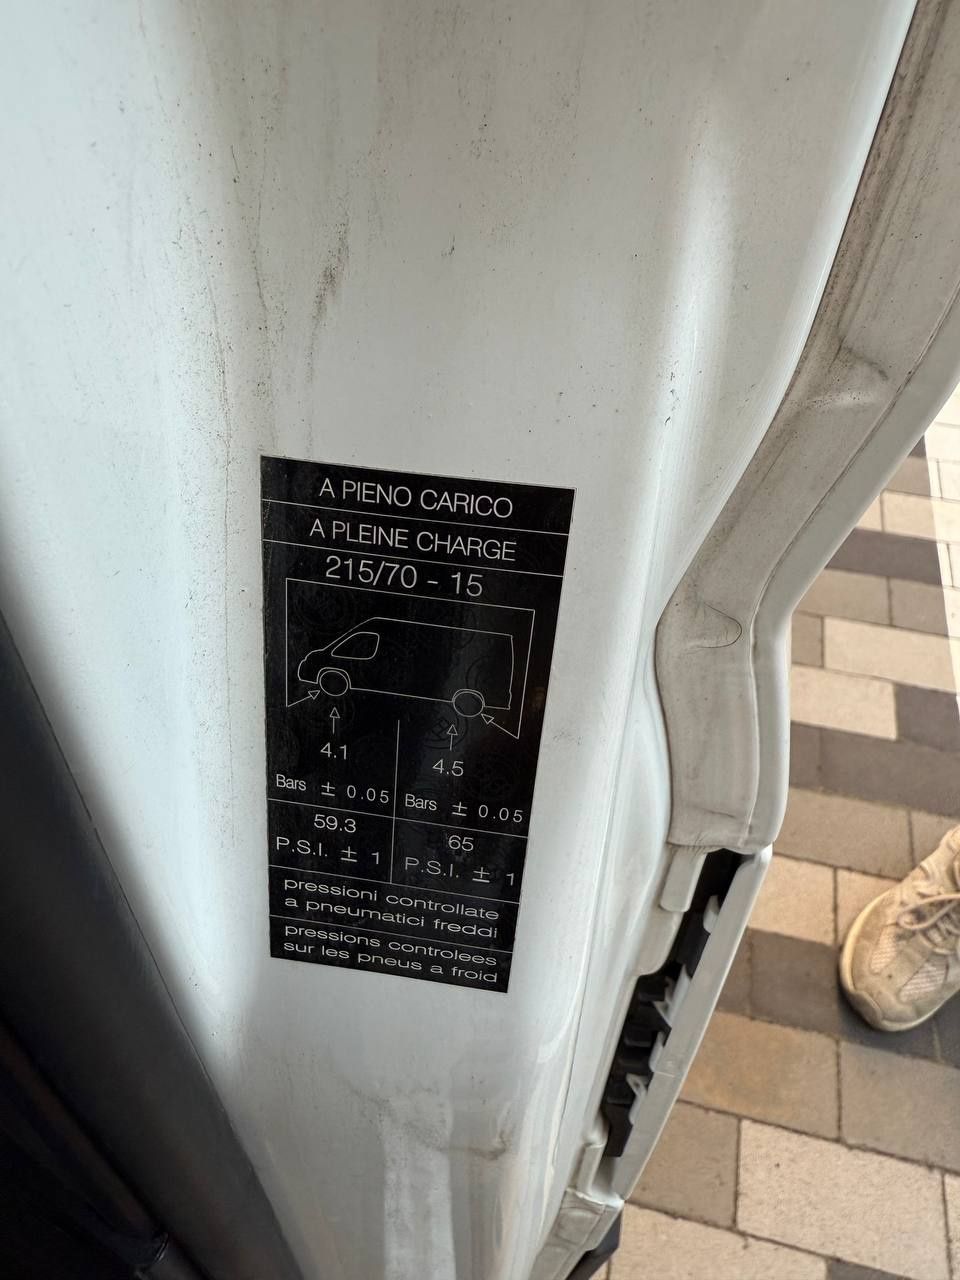 A PIENO CARICO
A PLEINE CHARGE
215/70 - 15
4.1
4.5
Bars ± 0.05
Bars ± 0.05
59.3
65
P.S.I. ± 1
P.S.I. ± 1
pressioni controllate
a pneumatici freddi
pressions controlees
sur les pneus a froid